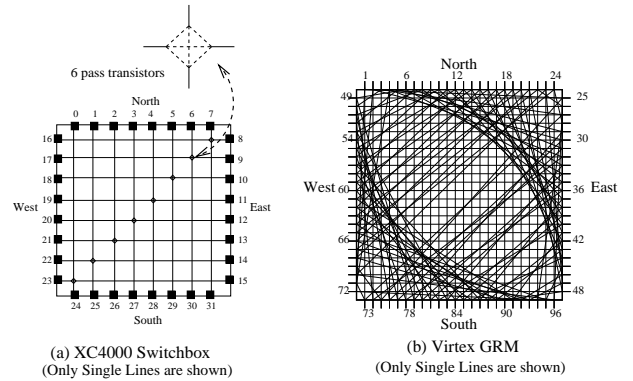 6 pass transistors
North
0 1 2 3 4 5 6 7
16 8
17 9
18 10
West 19 11 East
20 12
21 13
22 14
23 15
24 25 26 27 28 29 30 31
South
(a) XC4000 Switchbox
(Only Single Lines are shown)
North
1 6 12 18 24
49 25
54 30
West 60 36 East
66 42
72 48
73 78 84 90 96
South
(b) Virtex GRM
(Only Single Lines are shown)